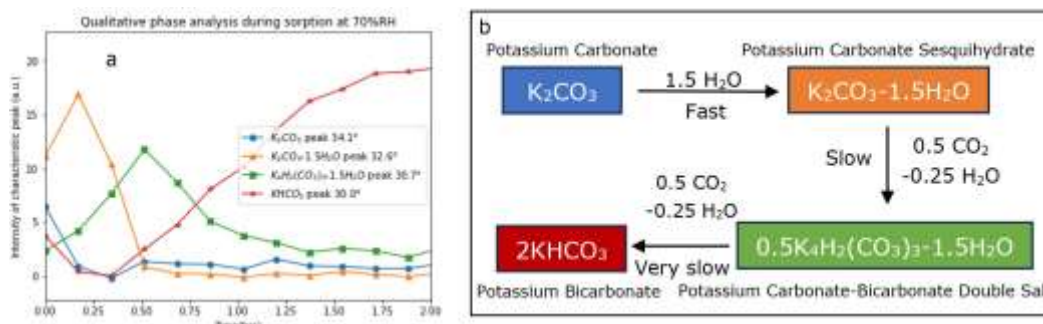 Qualitative phase analysis during sorption at 70%RH
a
Intensity of characteristic peak (a.u.)
20
15
10
5
0
K₂CO₃ peak 34.1°
K₂CO₃-1.5H₂O peak 32.6°
K₄H₂(CO₃)₃-1.5H₂O peak 30.7°
KHCO₃ peak 30.0°
0.00 0.25 0.50 0.75 1.00 1.25 1.50 1.75 2.00
b
Potassium Carbonate
K₂CO₃
1.5 H₂O
Fast
Potassium Carbonate Sesquihydrate
K₂CO₃-1.5H₂O
Slow
0.5 CO₂
-0.25 H₂O
0.5K₄H₂(CO₃)₃-1.5H₂O
Potassium Carbonate-Bicarbonate Double Sal
0.5 CO₂
-0.25 H₂O
Very slow
2KHCO₃
Potassium Bicarbonate